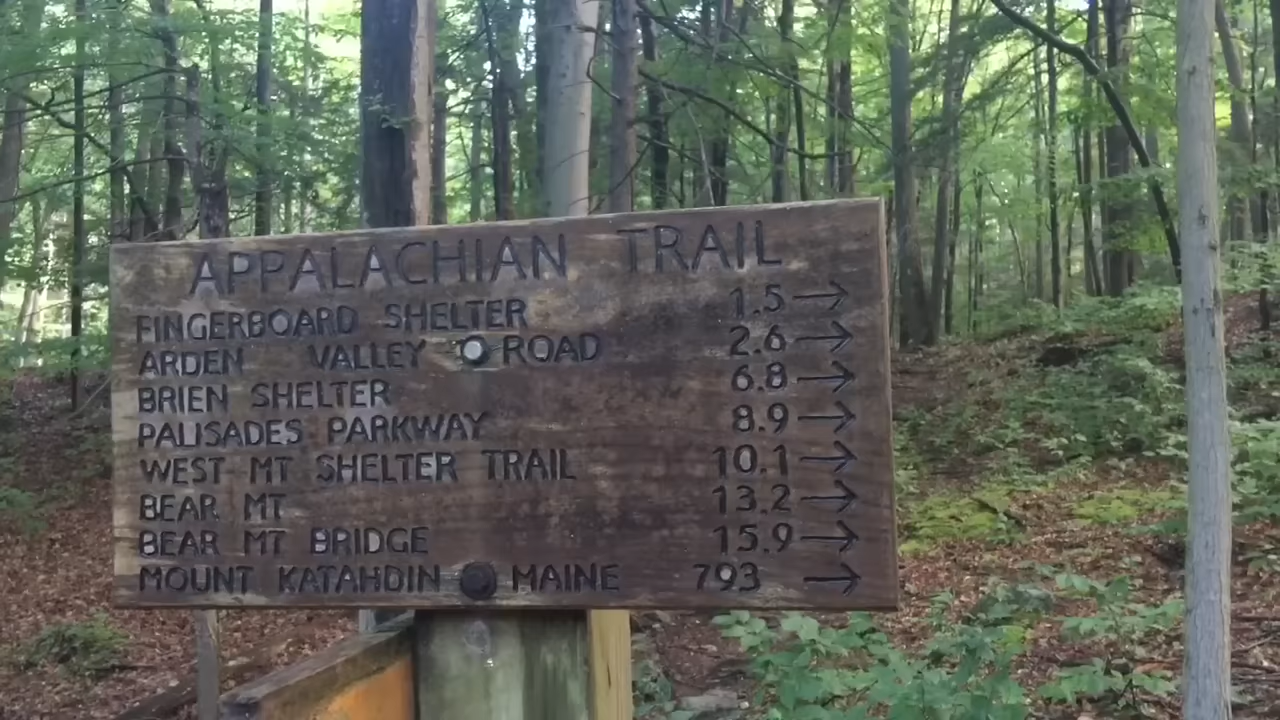 APPALACHIAN TRAIL
FINGERBOARD SHELTER 1.5 →
ARDEN VALLEY ROAD 2.6 →
BRIEN SHELTER 6.8 →
PALISADES PARKWAY 8.9 →
WEST MT SHELTER TRAIL 10.1 →
BEAR MT 13.2 →
BEAR MT BRIDGE 15.9 →
MOUNT KATAHDIN MAINE 793 →